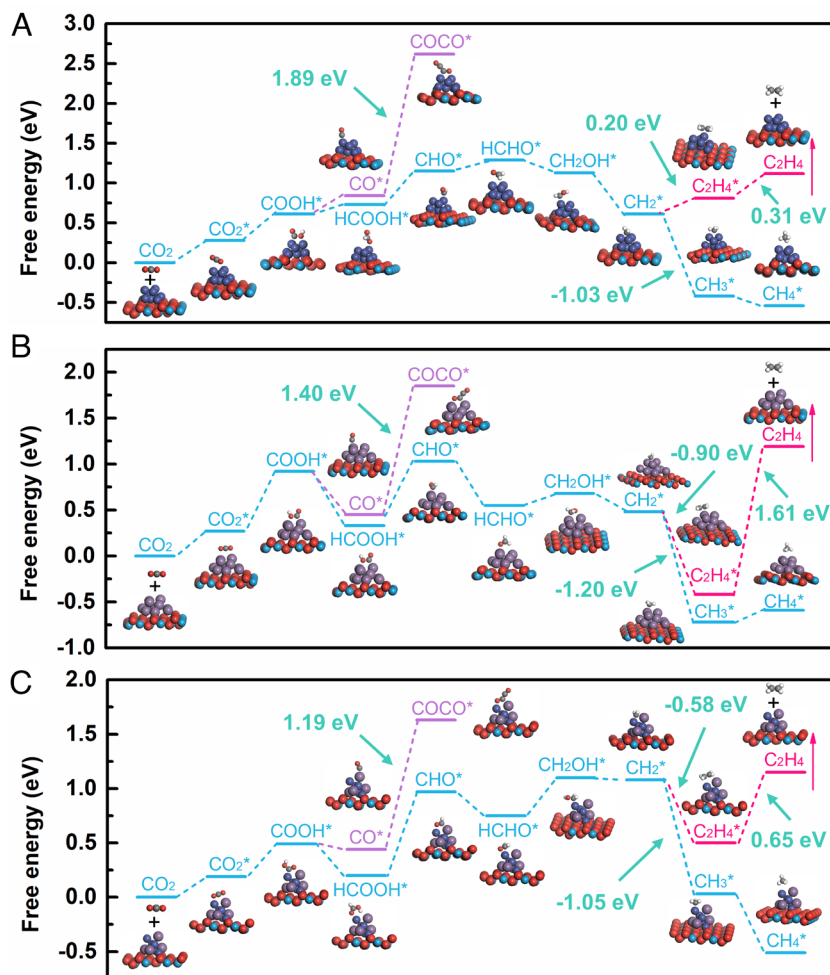 A
Free energy (eV)
3.0
2.5
2.0
1.5
1.0
0.5
0.0
-0.5
COCO*
1.89 eV
+
0.20 eV
HCHO*
CHO*
CH2OH*
C2H4
CO*
C2H4*
COOH*
HCOOH*
CH2*
0.31 eV
CO2*
CO2
+
-1.03 eV
CH3*
CH4*
B
Free energy (eV)
2.0
1.5
1.0
0.5
0.0
-0.5
-1.0
COCO*
1.40 eV
+
C2H4
-0.90 eV
CHO*
COOH*
CH2OH*
CH2*
CO*
HCHO*
1.61 eV
CO2*
HCOOH*
CO2
+
C2H4*
-1.20 eV
CH3*
CH4*
C
Free energy (eV)
2.0
1.5
1.0
0.5
0.0
-0.5
COCO*
-0.58 eV
+
1.19 eV
C2H4
CH2OH*
CH2*
CHO*
COOH*
HCHO*
C2H4*
0.65 eV
CO*
CO2*
HCOOH*
CO2
+
-1.05 eV
CH3*
CH4*